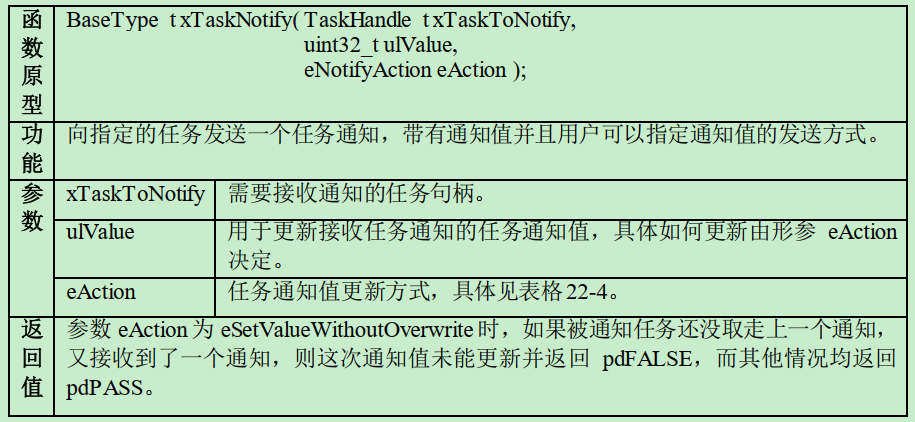 函数原型
BaseType t xTaskNotify( TaskHandle t xTaskToNotify,
uint32_t ulValue,
eNotifyAction eAction );
功能
向指定的任务发送一个任务通知，带有通知值并且用户可以指定通知值的发送方式。
参数
xTaskToNotify 需要接收通知的任务句柄。
ulValue 用于更新接收任务通知的任务通知值，具体如何更新由形参 eAction
决定。
eAction 任务通知值更新方式，具体见表格 22-4。
返回值
参数 eAction 为 eSetValueWithoutOverwrite 时，如果被通知任务还没取走上一个通知，
又接收到了一个通知，则这次通知值未能更新并返回 pdFALSE，而其他情况均返回
pdPASS。